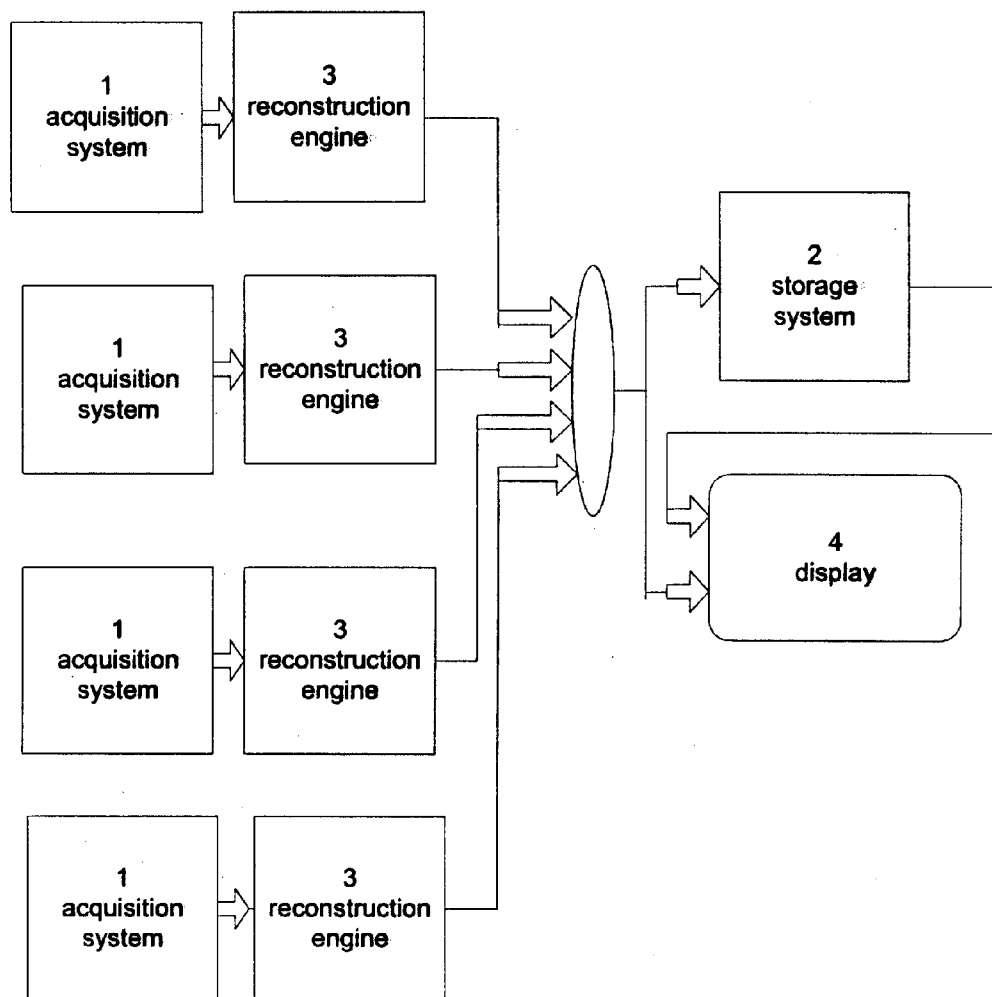 1
acquisition
system
3
reconstruction
engine
1
acquisition
system
3
reconstruction
engine
2
storage
system
1
acquisition
system
3
reconstruction
engine
4
display
1
acquisition
system
3
reconstruction
engine